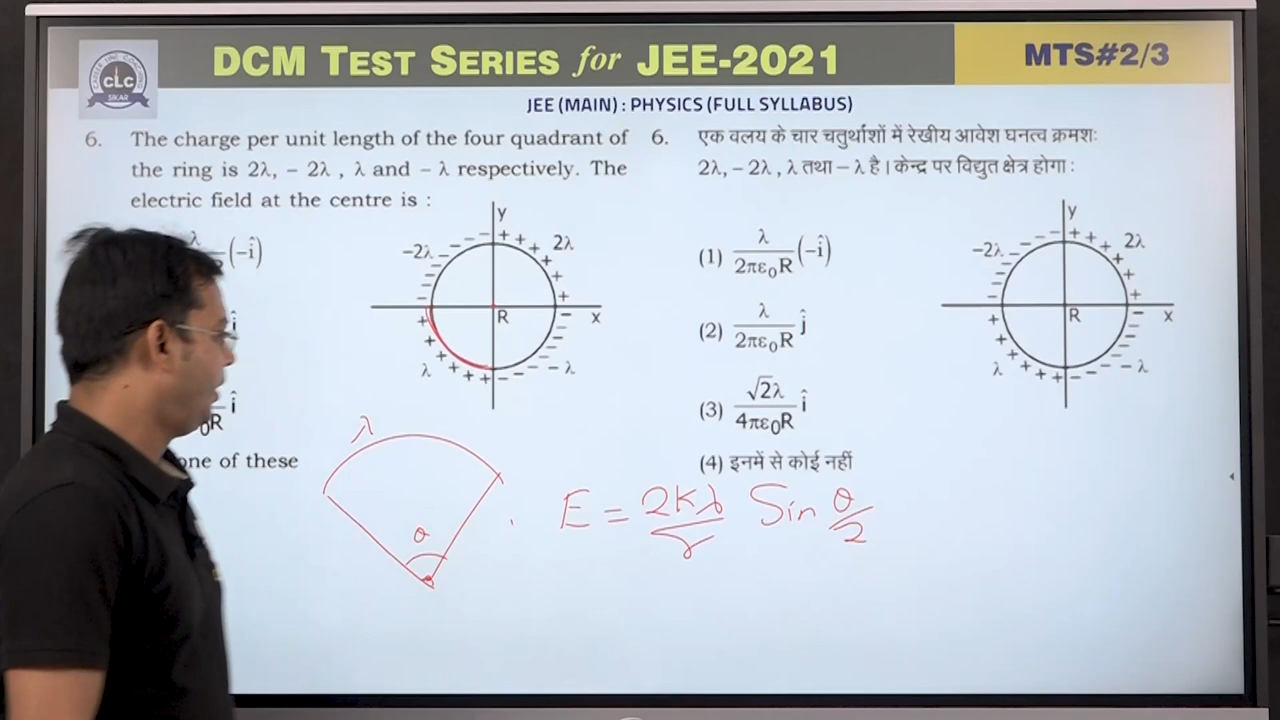 CLC
SIKAR
DCM TEST SERIES for JEE-2021
MTS#2/3
JEE (MAIN) : PHYSICS (FULL SYLLABUS)
6. The charge per unit length of the four quadrant of
the ring is 2λ, − 2λ , λ and − λ respectively. The
electric field at the centre is :
y
2λ
−2λ
R
x
λ
− λ
λ
(−î)
î
0R
one of these
6. एक वलय के चार चतुर्थांशों में रेखीय आवेश घनत्व क्रमशः
2λ, − 2λ , λ तथा − λ है। केन्द्र पर विद्युत क्षेत्र होगा :
(1) λ/2πε₀R (−î)
(2) λ/2πε₀R ĵ
(3) √2λ/4πε₀R î
(4) इनमें से कोई नहीं
y
2λ
−2λ
R
x
λ
− λ
λ
θ
E = 2Kλ/r Sin θ/2